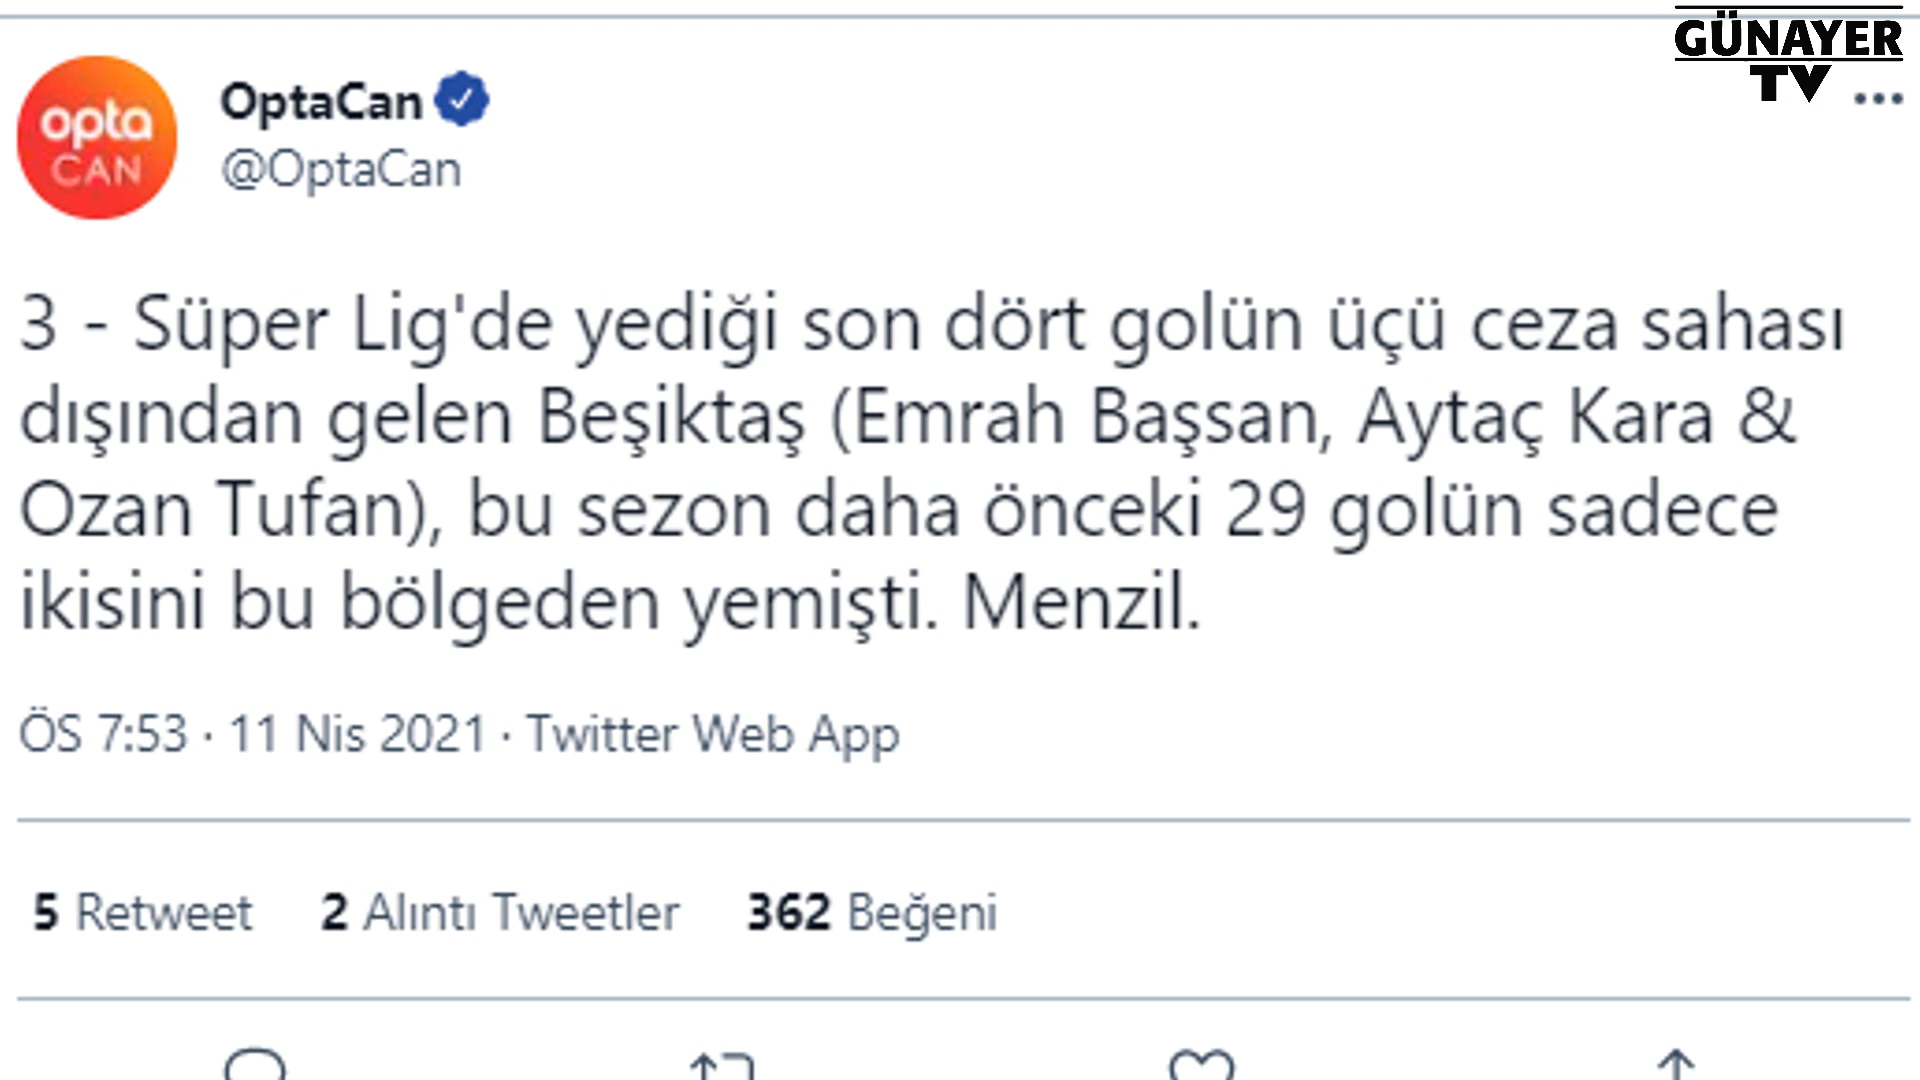 GÜNAYER
TV
opta
CAN
OptaCan
@OptaCan
3 - Süper Lig'de yediği son dört golün üçü ceza sahası
dışından gelen Beşiktaş (Emrah Başsan, Aytaç Kara &
Ozan Tufan), bu sezon daha önceki 29 golün sadece
ikisini bu bölgeden yemişti. Menzil.
ÖS 7:53 · 11 Nis 2021 · Twitter Web App
5 Retweet 2 Alıntı Tweetler 362 Beğeni